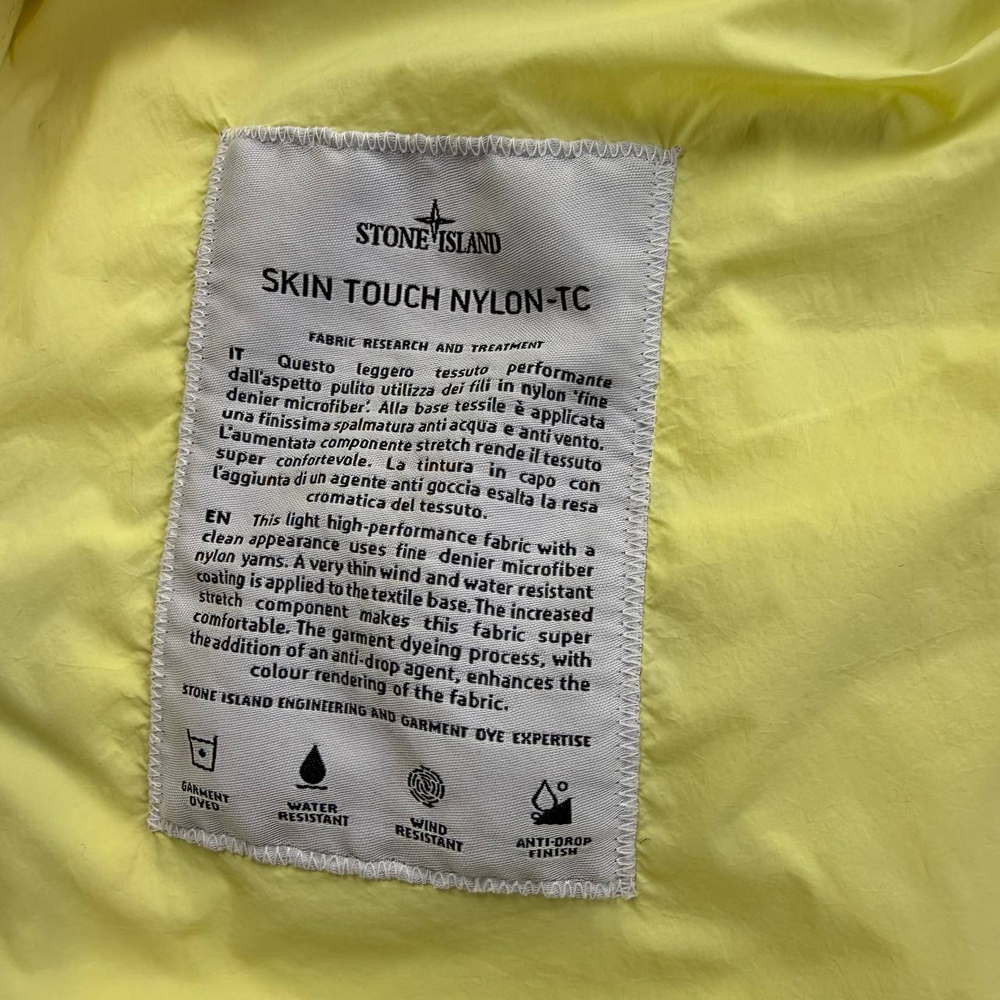 STONE ISLAND
SKIN TOUCH NYLON-TC
FABRIC RESEARCH AND TREATMENT
IT Questo leggero tessuto performante
dall'aspetto pulito utilizza dei fili in nylon 'fine
denier microfiber'. Alla base tessile è applicata
una finissima spalmatura anti acqua e anti vento.
L'aumentata componente stretch rende il tessuto
super confortevole. La tintura in capo con
l'aggiunta di un agente anti goccia esalta la resa
cromatica del tessuto.
EN This light high-performance fabric with a
clean appearance uses fine denier microfiber
nylon yarns. A very thin wind and water resistant
coating is applied to the textile base. The increased
stretch component makes this fabric super
comfortable. The garment dyeing process, with
the addition of an anti-drop agent, enhances the
colour rendering of the fabric.
STONE ISLAND ENGINEERING AND GARMENT DYE EXPERTISE
GARMENT
DYED
WATER
RESISTANT
WIND
RESISTANT
ANTI-DROP
FINISH